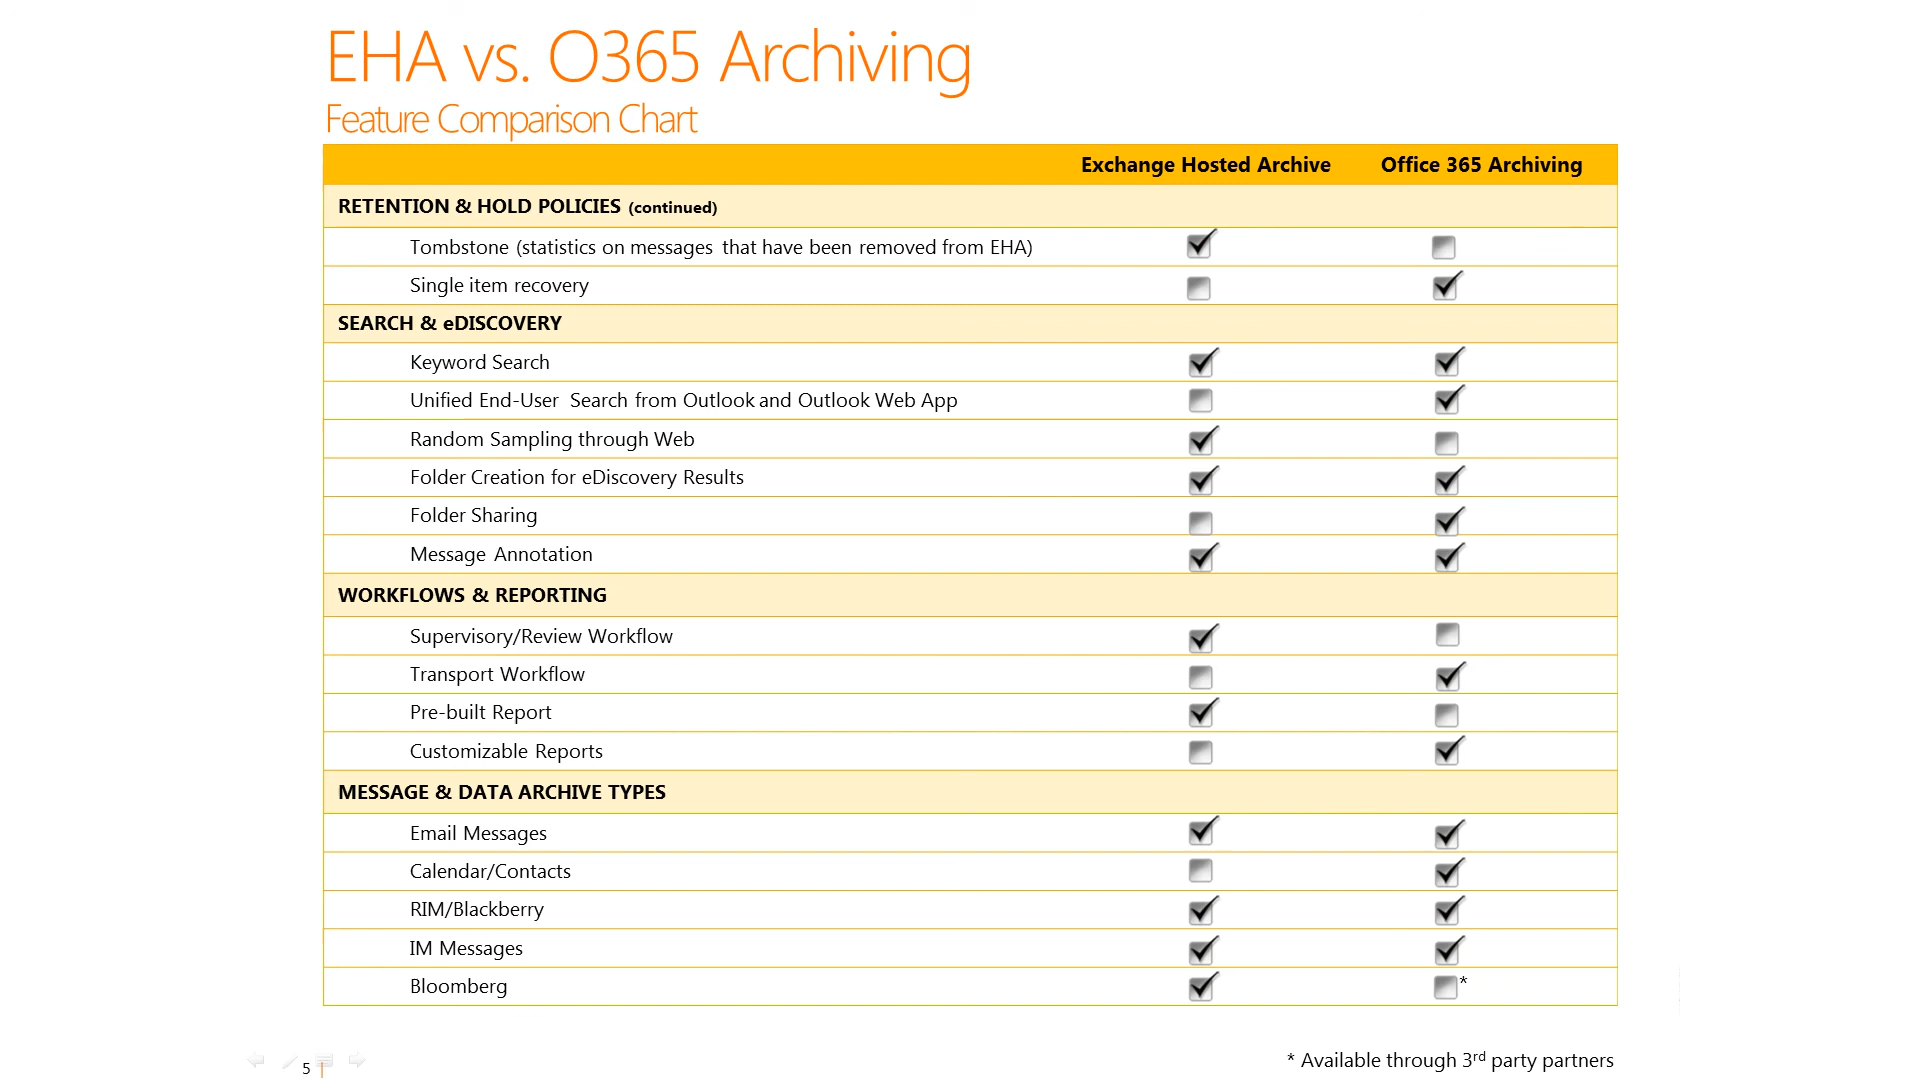 EHA vs. O365 Archiving
Feature Comparison Chart
Exchange Hosted Archive Office 365 Archiving
RETENTION & HOLD POLICIES (continued)
Tombstone (statistics on messages that have been removed from EHA)
Single item recovery
SEARCH & eDISCOVERY
Keyword Search
Unified End-User Search from Outlook and Outlook Web App
Random Sampling through Web
Folder Creation for eDiscovery Results
Folder Sharing
Message Annotation
WORKFLOWS & REPORTING
Supervisory/Review Workflow
Transport Workflow
Pre-built Report
Customizable Reports
MESSAGE & DATA ARCHIVE TYPES
Email Messages
Calendar/Contacts
RIM/Blackberry
IM Messages
Bloomberg *
* Available through 3rd party partners
5